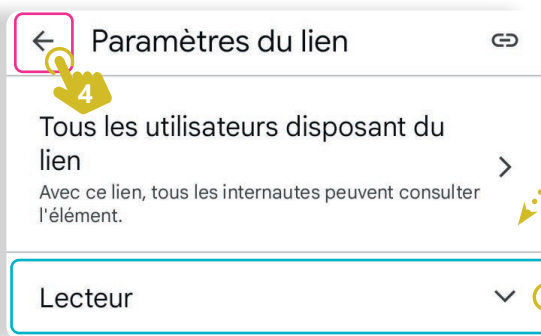 Paramètres du lien
4
Tous les utilisateurs disposant du
lien
Avec ce lien, tous les internautes peuvent consulter
l'élément.
Lecteur